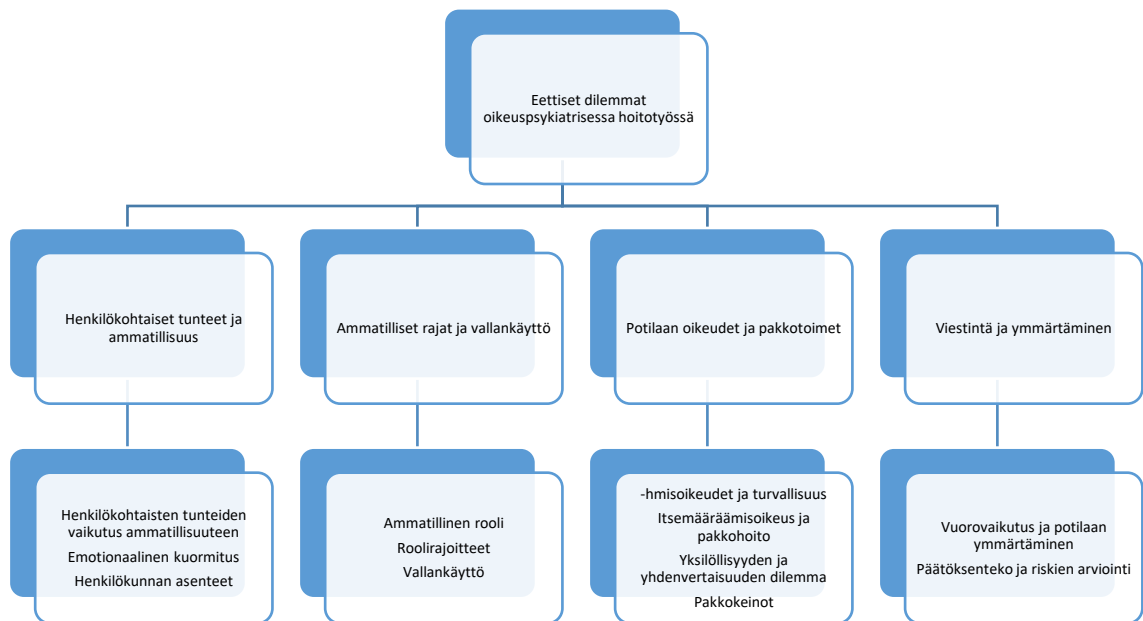 Eettiset dilemmat
oikeuspsykiatrisessa hoitotyössä
Henkilökohtaiset tunteet ja
ammatillisuus
Ammatilliset rajat ja vallankäyttö
Potilaan oikeudet ja pakkotoimet
Viestintä ja ymmärtäminen
Henkilökohtaisten tunteiden
vaikutus ammatillisuuteen
Emotionaalinen kuormitus
Henkilökunnan asenteet
Ammatillinen rooli
Roolirajoitteet
Vallankäyttö
-hmisoikeudet ja turvallisuus
Itsemääräämisoikeus ja
pakkohoito
Yksilöllisyyden ja
yhdenvertaisuuden dilemma
Pakkokeinot
Vuorovaikutus ja potilaan
ymmärtäminen
Päätöksenteko ja riskien arviointi